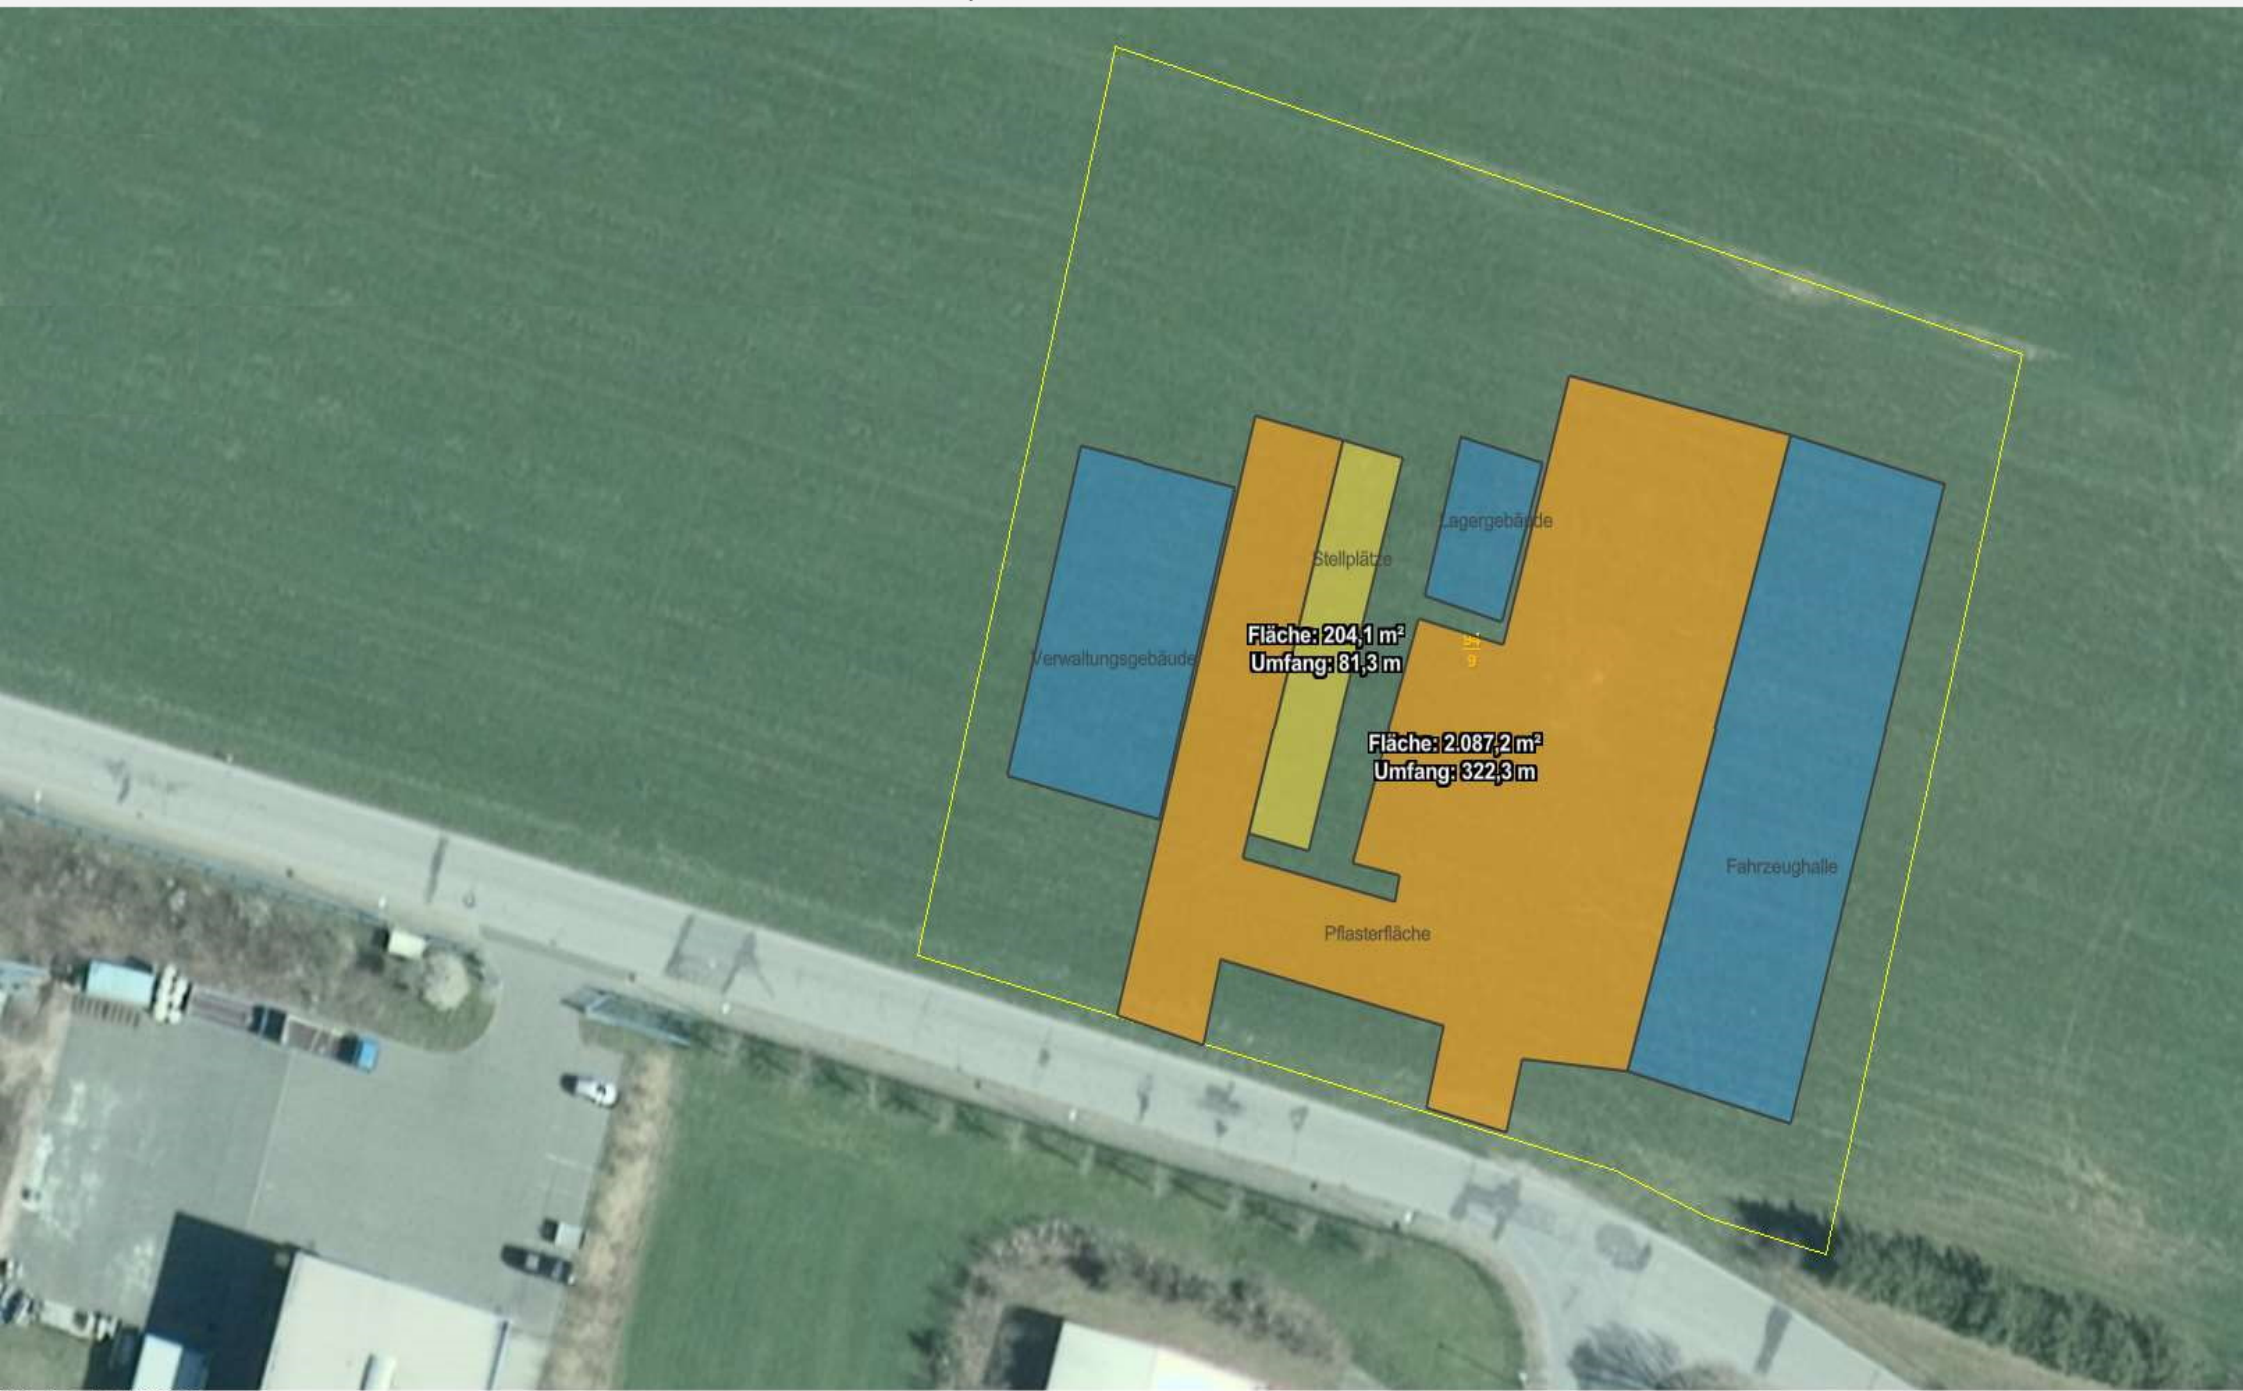 Lagergebäude
Stellplätze
Fläche: 204,1 m²
Umfang: 81,3 m
9
Verwaltungsgebäude
Fläche: 2.087,2 m²
Umfang: 322,3 m
Fahrzeughalle
Pflasterfläche